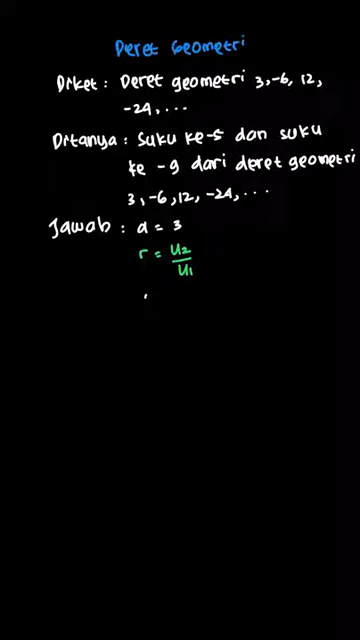 Deret Geometri
Diket : Deret geometri 3, -6, 12,
-24, ...
Ditanya : Suku ke-5 dan suku
ke -9 dari deret geometri
3, -6, 12, -24, ...
Jawab : a = 3
r = U2
U1